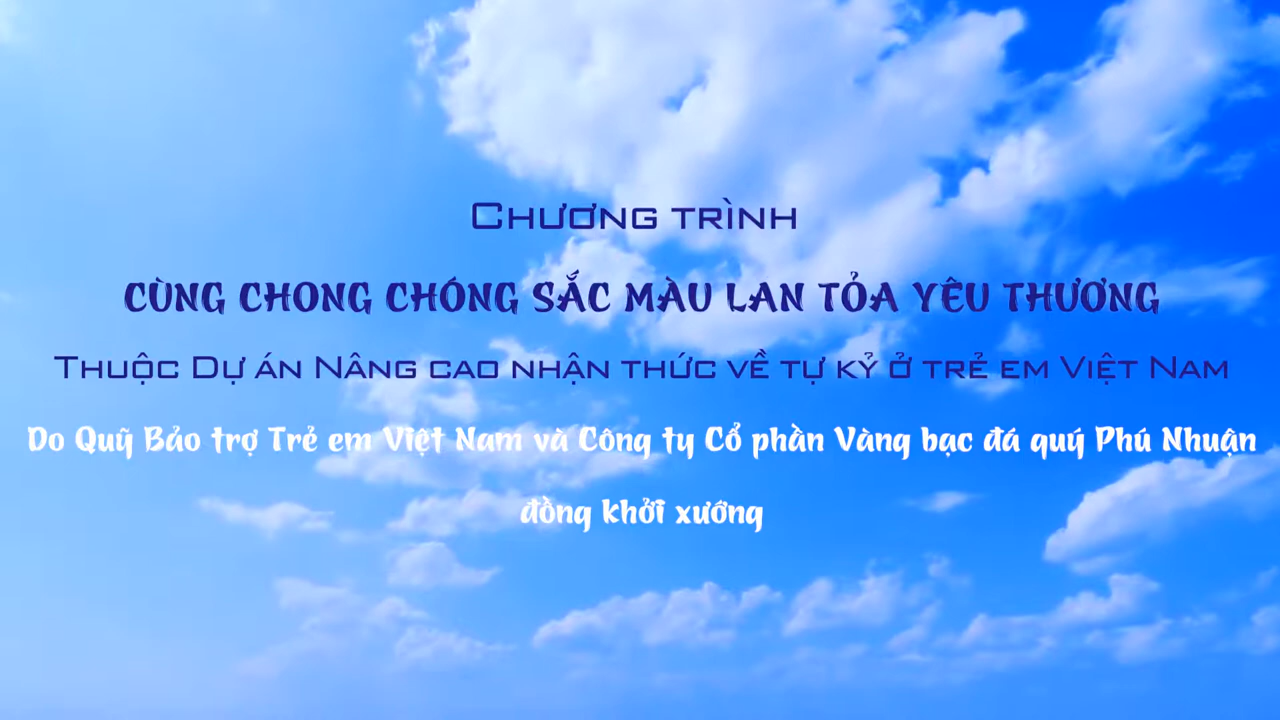 Chương trình
CÙNG CHONG CHÓNG SẮC MÀU LAN TỎA YÊU THƯƠNG
Thuộc Dự án Nâng cao nhận thức về tự kỷ ở trẻ em Việt Nam
Do Quỹ Bảo trợ Trẻ em Việt Nam và Công ty Cổ phần Vàng bạc đá quý Phú Nhuận
đồng khởi xướng